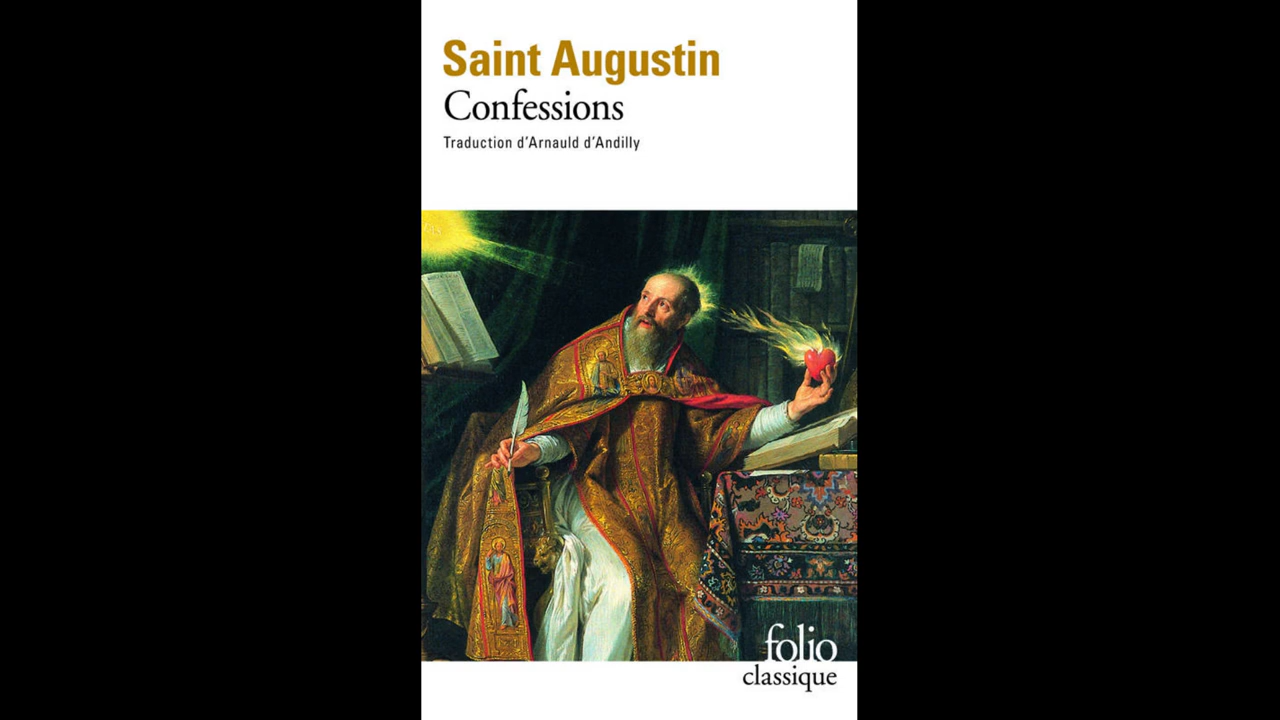 Saint Augustin
Confessions
Traduction d'Arnauld d'Andilly
folio
classique